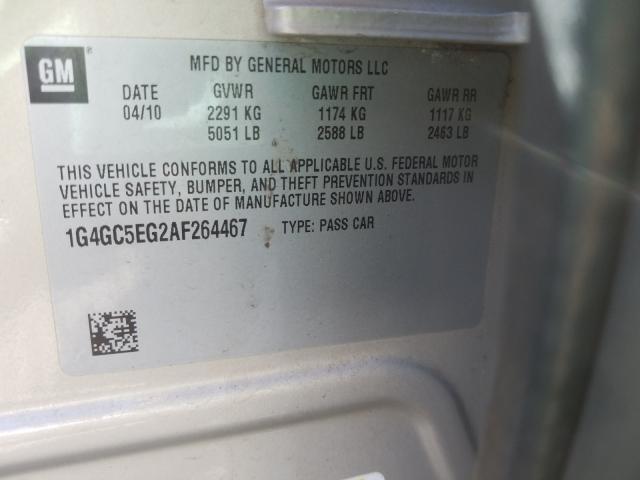 GM
®
MFD BY GENERAL MOTORS LLC
DATE GVWR GAWR FRT GAWR RR
04/10 2291 KG 1174 KG 1117 KG
5051 LB 2588 LB 2463 LB
THIS VEHICLE CONFORMS TO ALL APPLICABLE U.S. FEDERAL MOTOR
VEHICLE SAFETY, BUMPER, AND THEFT PREVENTION STANDARDS IN
EFFECT ON THE DATE OF MANUFACTURE SHOWN ABOVE.
1G4GC5EG2AF264467 TYPE: PASS CAR